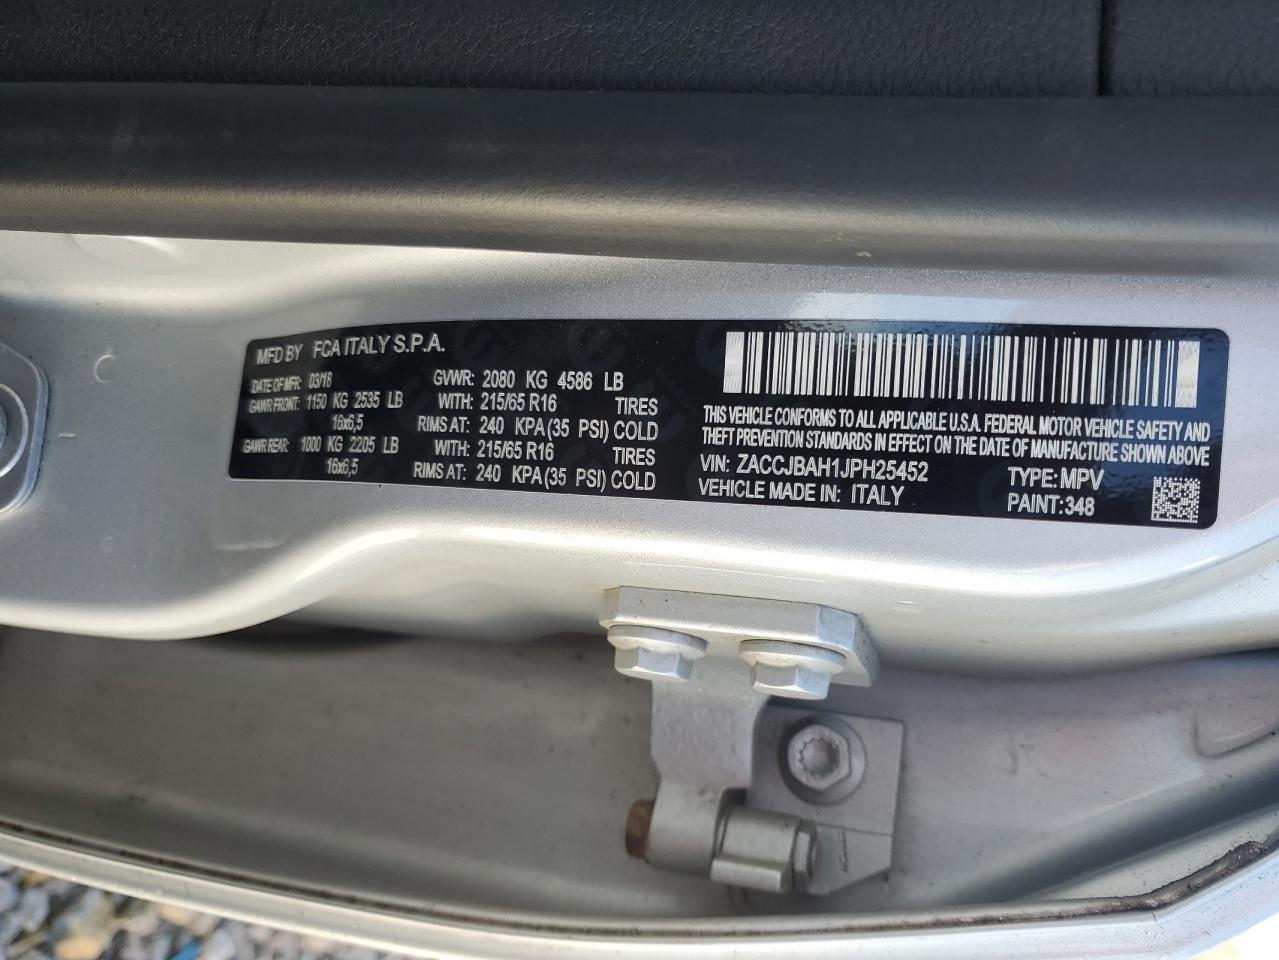 MFD BY FCA ITALY S.P.A.
DATE OF MFR: 03/18 GVWR: 2080 KG 4586 LB
GAWR FRONT: 1150 KG 2535 LB WITH: 215/65 R16 TIRES
16x6,5 RIMS AT: 240 KPA(35 PSI) COLD
GAWR REAR: 1000 KG 2205 LB WITH: 215/65 R16 TIRES
16x6,5 RIMS AT: 240 KPA(35 PSI) COLD
THIS VEHICLE CONFORMS TO ALL APPLICABLE U.S.A. FEDERAL MOTOR VEHICLE SAFETY AND
THEFT PREVENTION STANDARDS IN EFFECT ON THE DATE OF MANUFACTURE SHOWN ABOVE
VIN: ZACCJBAH1JPH25452 TYPE: MPV
VEHICLE MADE IN: ITALY PAINT:348